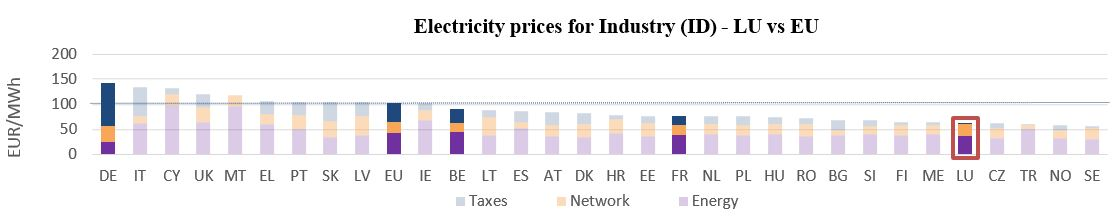 Electricity prices for Industry (ID) - LU vs EU
EUR/MWh
200
150
100
50
0
DE IT CY UK MT EL PT SK LV EU IE BE LT ES AT DK HR EE FR NL PL HU RO BG SI FI ME LU CZ TR NO SE
Taxes Network Energy